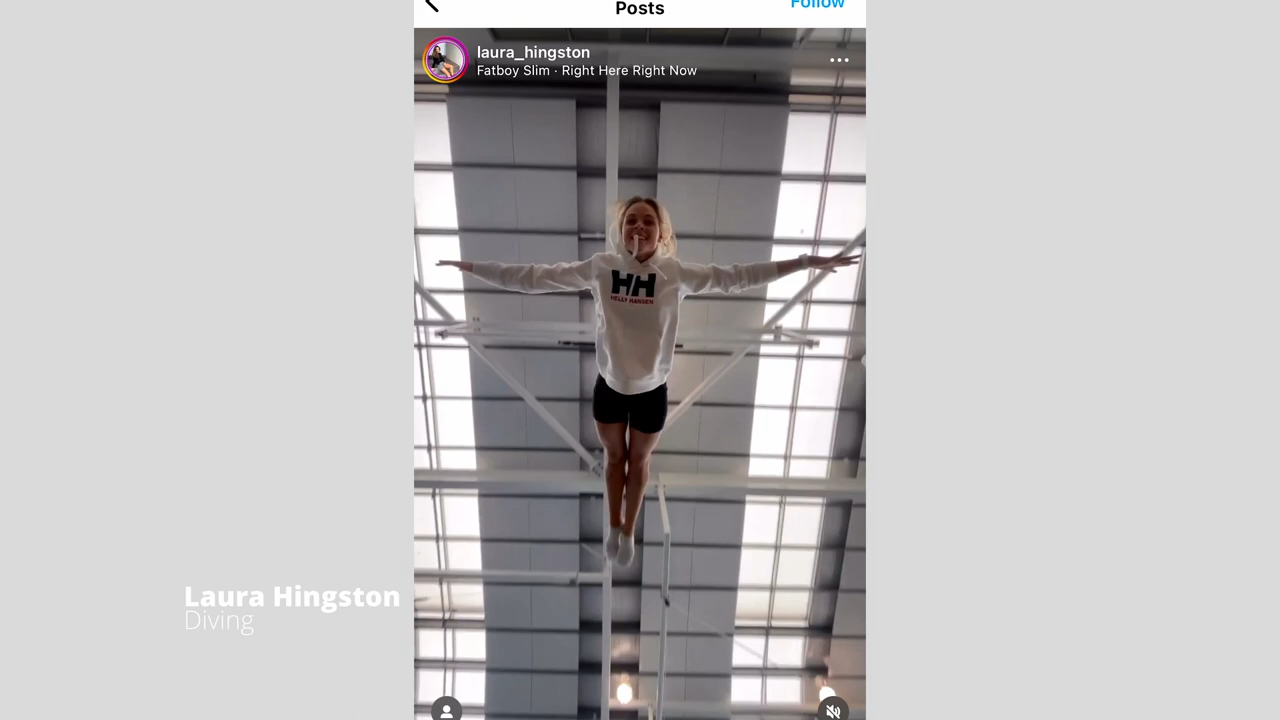 Posts
Follow
laura_hingston
Fatboy Slim · Right Here Right Now
HH
HELLY HANSEN
Laura Hingston
Diving